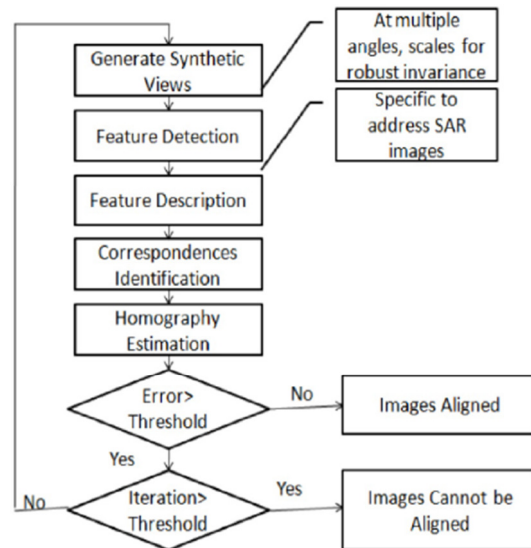 At multiple
angles, scales for
robust invariance
Generate Synthetic
Views
Specific to
address SAR
images
Feature Detection
Feature Description
Correspondences
Identification
Homography
Estimation
Error>
Threshold
No
Images Aligned
Yes
No
Iteration>
Threshold
Yes
Images Cannot be
Aligned